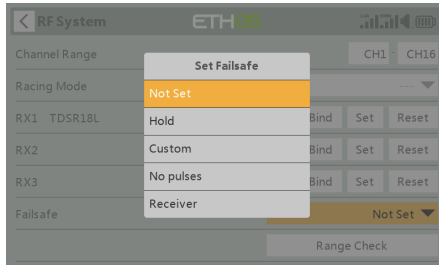 RF System ETHOS
Channel Range CH1 - CH16
Set Failsafe
Racing Mode ---
Not Set
RX1 TDSR18L Bind Set Reset
Hold
RX2 Bind Set Reset
Custom
No pulses
RX3 Bind Set Reset
Receiver
Failsafe Not Set
Range Check